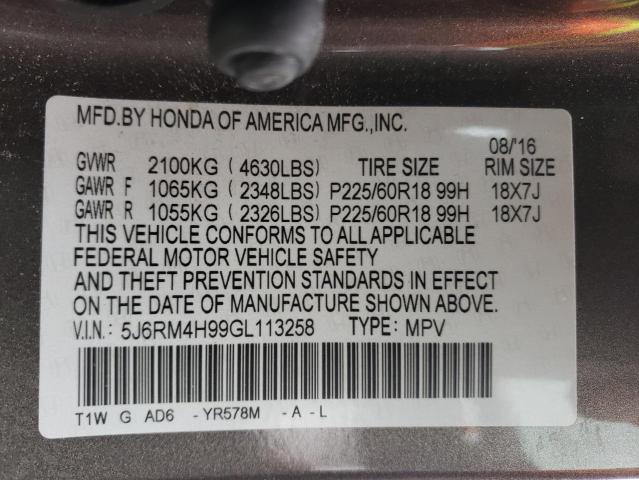 MFD.BY HONDA OF AMERICA MFG.,INC.
08/'16
GVWR 2100KG ( 4630LBS) TIRE SIZE RIM SIZE
GAWR F 1065KG ( 2348LBS) P225/60R18 99H 18X7J
GAWR R 1055KG ( 2326LBS) P225/60R18 99H 18X7J
THIS VEHICLE CONFORMS TO ALL APPLICABLE
FEDERAL MOTOR VEHICLE SAFETY
AND THEFT PREVENTION STANDARDS IN EFFECT
ON THE DATE OF MANUFACTURE SHOWN ABOVE.
V.I.N.: 5J6RM4H99GL113258 TYPE: MPV
T1W G AD6 - YR578M - A - L